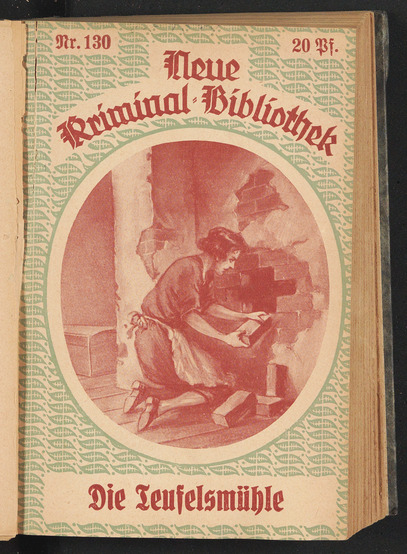 Nr. 130
20 Pf.
Neue
Kriminal-Bibliothek
Die Teufelsmühle